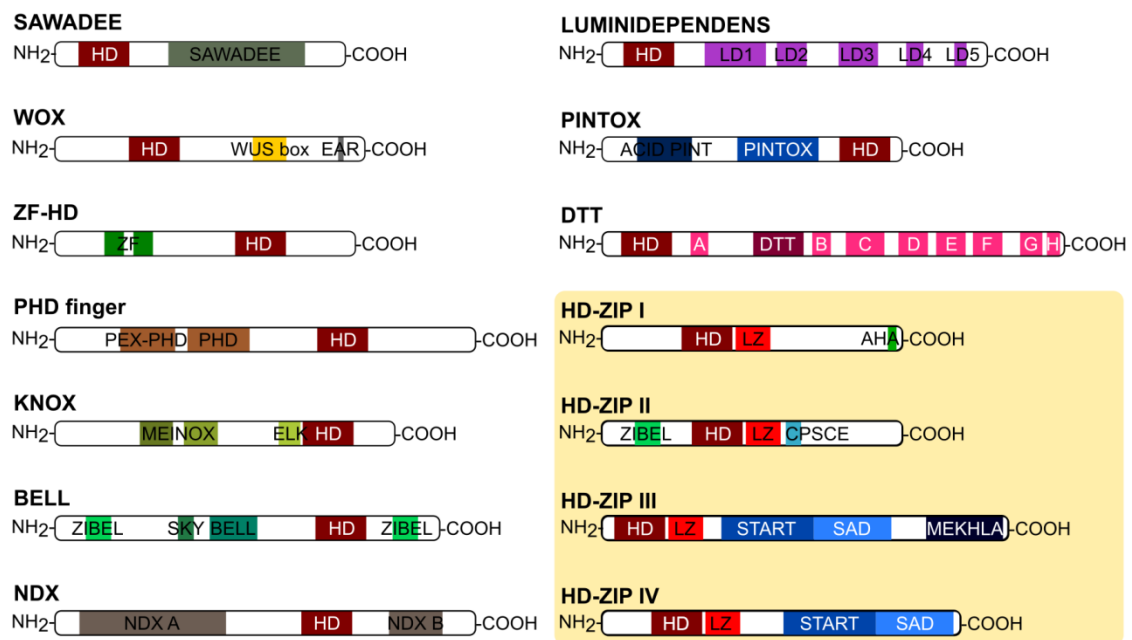 SAWADEE
NH2- HD SAWADEE -COOH
WOX
NH2- HD WUS box EAR -COOH
ZF-HD
NH2- ZF HD -COOH
PHD finger
NH2- PEX-PHD PHD HD -COOH
KNOX
NH2- MEINOX ELK HD -COOH
BELL
NH2- ZIBEL SKY BELL HD ZIBEL -COOH
NDX
NH2- NDX A HD NDX B -COOH
LUMINIDEPENDENS
NH2- HD LD1 LD2 LD3 LD4 LD5 -COOH
PINTOX
NH2- ACID PINT PINTOX HD -COOH
DTT
NH2- HD A DTT B C D E F G H -COOH
HD-ZIP I
NH2- HD LZ AHA -COOH
HD-ZIP II
NH2- ZIBEL HD LZ CPSCE -COOH
HD-ZIP III
NH2- HD LZ START SAD MEKHLA -COOH
HD-ZIP IV
NH2- HD LZ START SAD -COOH